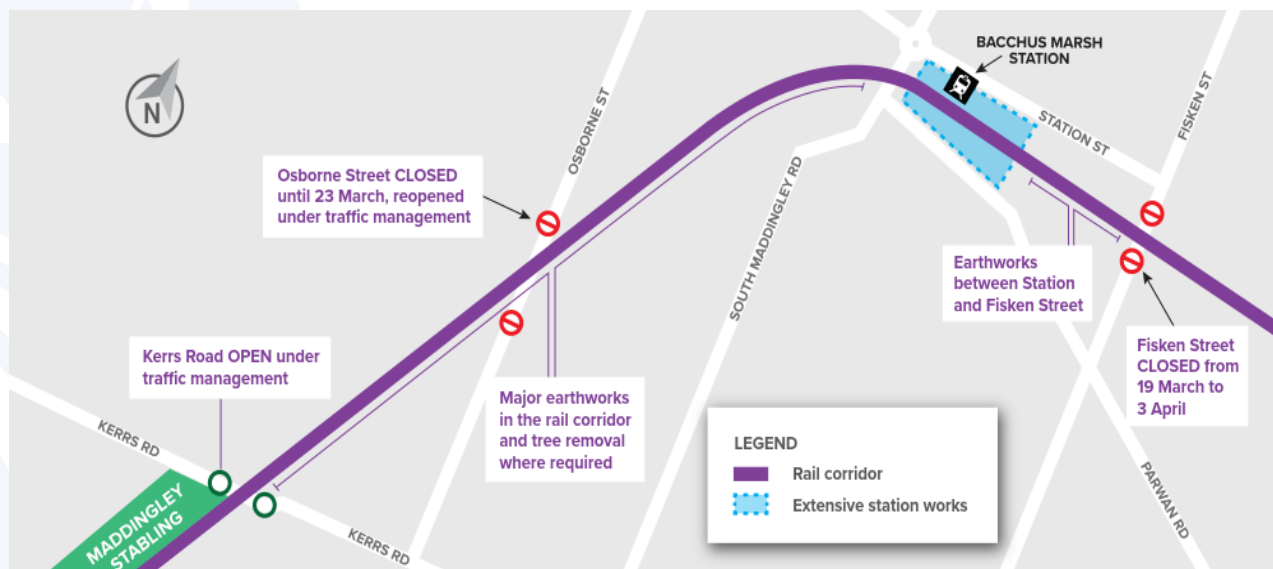 N
BACCHUS MARSH
STATION
STATION ST
FISKEN ST
OSBORNE ST
Osborne Street CLOSED
until 23 March, reopened
under traffic management
SOUTH MADDINGLEY RD
Earthworks
between Station
and Fisken Street
Fisken Street
CLOSED from
19 March to
3 April
Kerrs Road OPEN under
traffic management
Major earthworks
in the rail corridor
and tree removal
where required
KERRS RD
MADDINGLEY
STABLING
KERRS RD
PARWAN RD
LEGEND
Rail corridor
Extensive station works